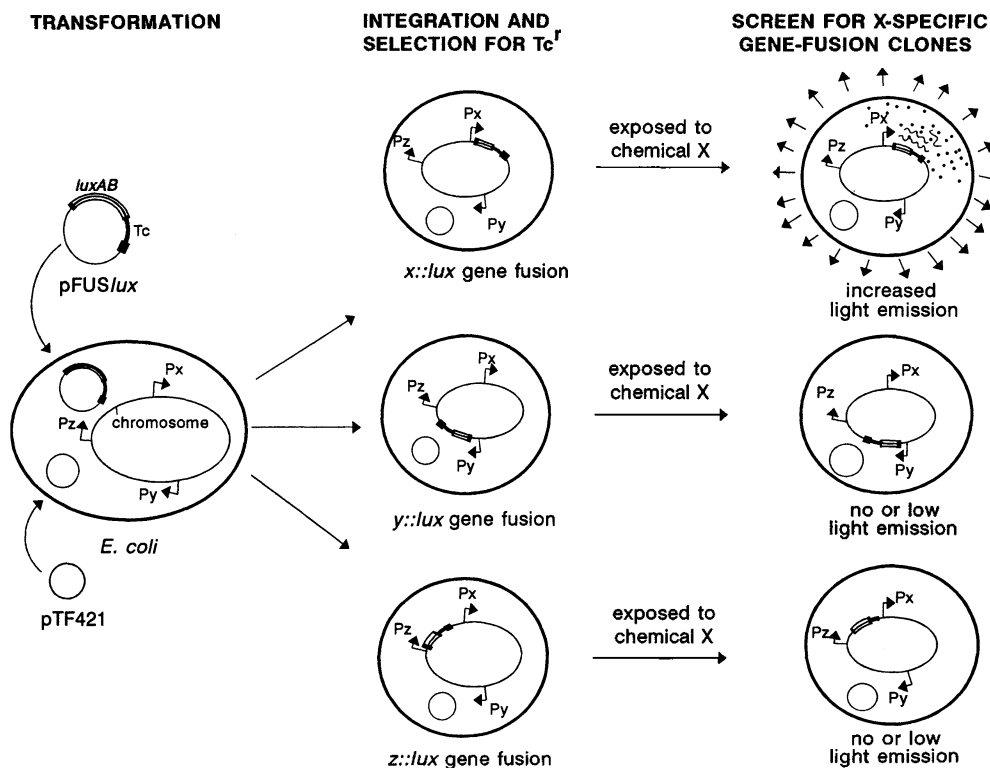 TRANSFORMATION
INTEGRATION AND
SELECTION FOR Tc^r
SCREEN FOR X-SPECIFIC
GENE-FUSION CLONES
luxAB
Tc
pFUSlux
Px
Pz
chromosome
Py
E. coli
pTF421
Px
Pz
Py
x::lux gene fusion
exposed to
chemical X
Px
Pz
Py
increased
light emission
Px
Pz
Py
y::lux gene fusion
exposed to
chemical X
Px
Pz
Py
no or low
light emission
Px
Pz
Py
z::lux gene fusion
exposed to
chemical X
Px
Pz
Py
no or low
light emission